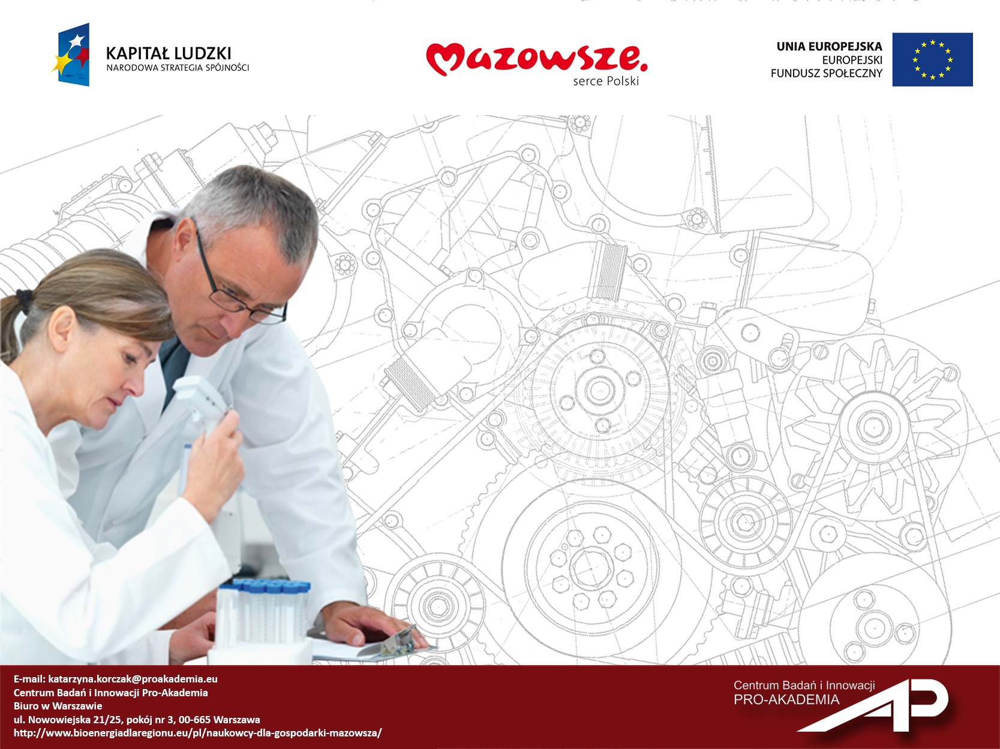 KAPITAŁ LUDZKI
NARODOWA STRATEGIA SPÓJNOŚCI
mazowsze.
serce Polski
UNIA EUROPEJSKA
EUROPEJSKI
FUNDUSZ SPOŁECZNY
E-mail: katarzyna.korczak@proakademia.eu
Centrum Badań i Innowacji Pro-Akademia
Biuro w Warszawie
ul. Nowowiejska 21/25, pokój nr 3, 00-665 Warszawa
http://www.bioenergiadlaregionu.eu/pl/naukowcy-dla-gospodarki-mazowsza/
Centrum Badań i Innowacji
PRO-AKADEMIA
AP